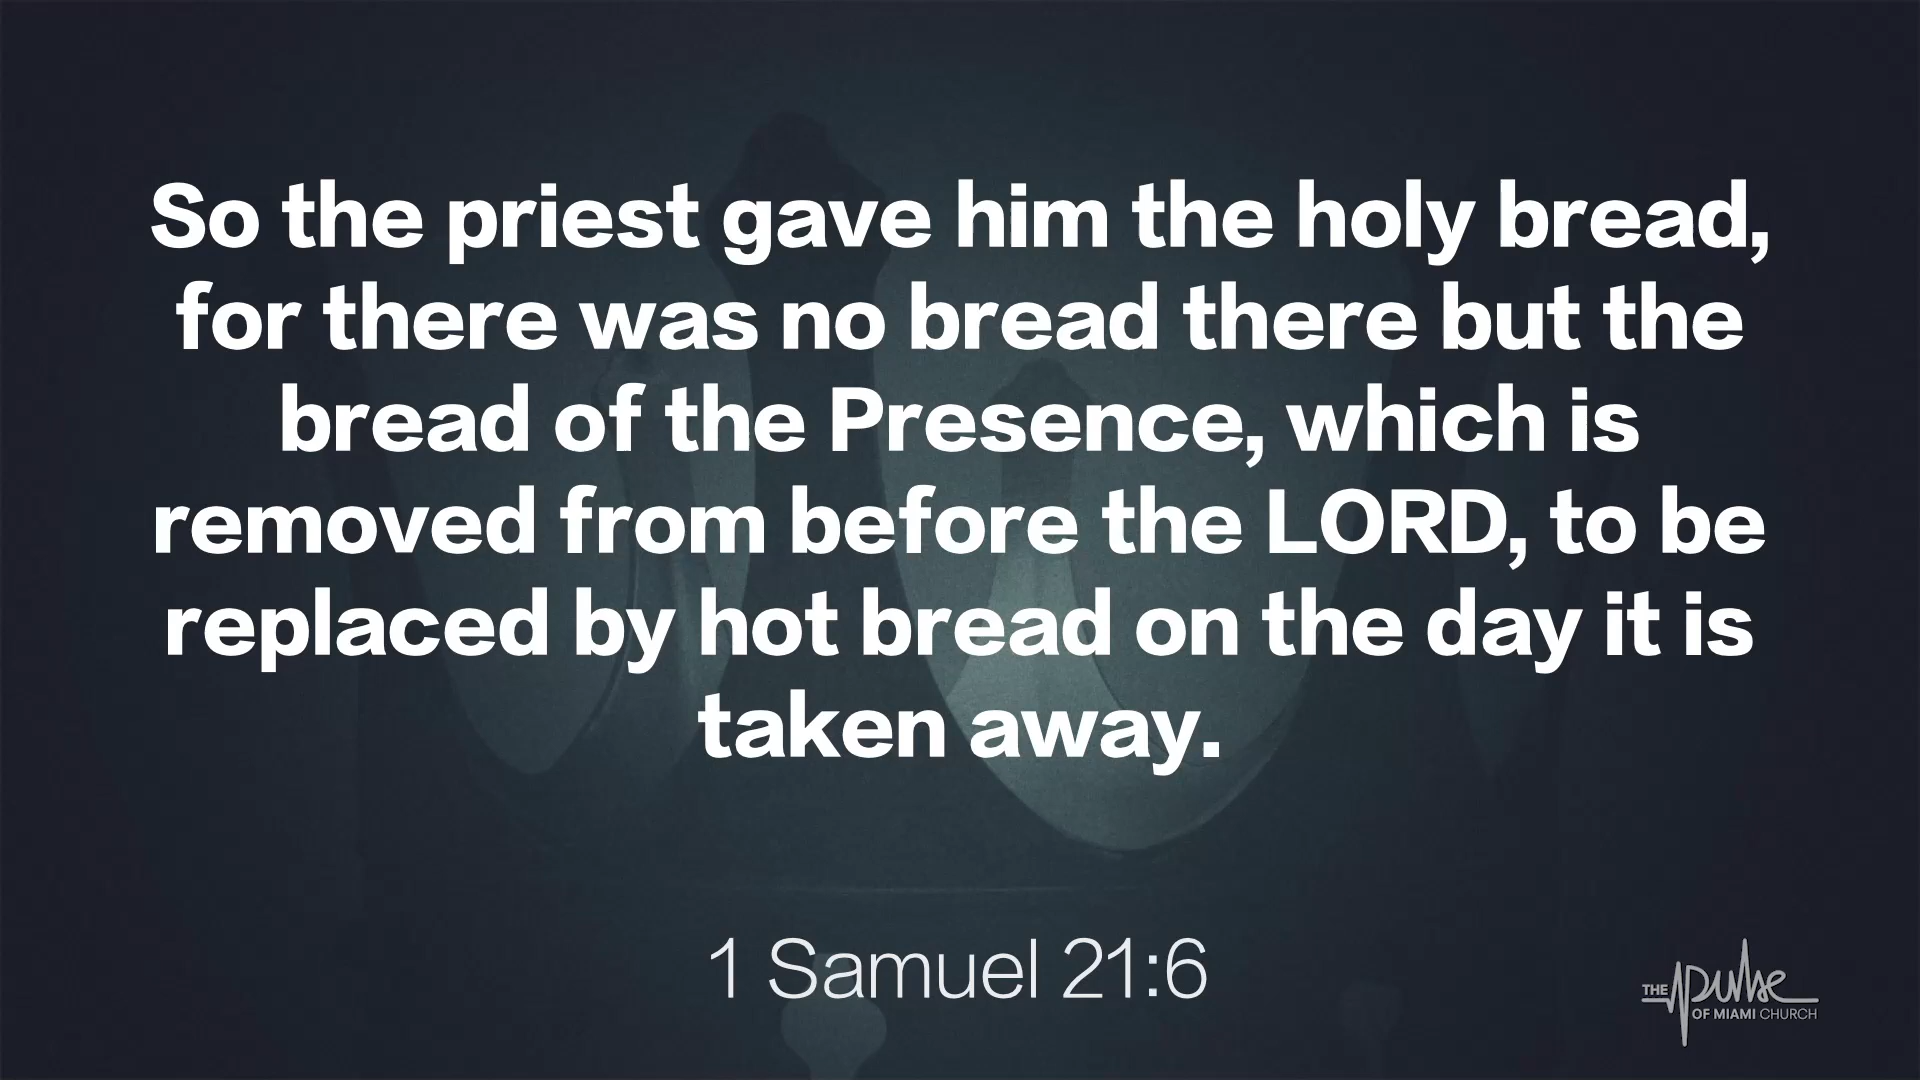 So the priest gave him the holy bread,
for there was no bread there but the
bread of the Presence, which is
removed from before the LORD, to be
replaced by hot bread on the day it is
taken away.
1 Samuel 21:6
THE pulse
OF MIAMI CHURCH